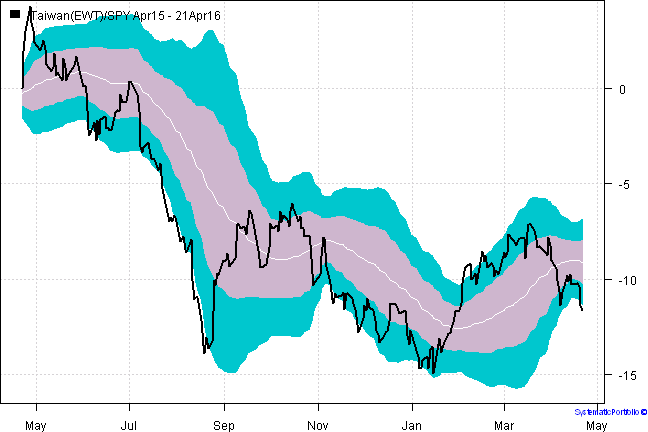 Taiwan(EWT)/SPY Apr15 - 21Apr16
0
-5
-10
-15
SystematicPortfolio ©
May Jul Sep Nov Jan Mar May